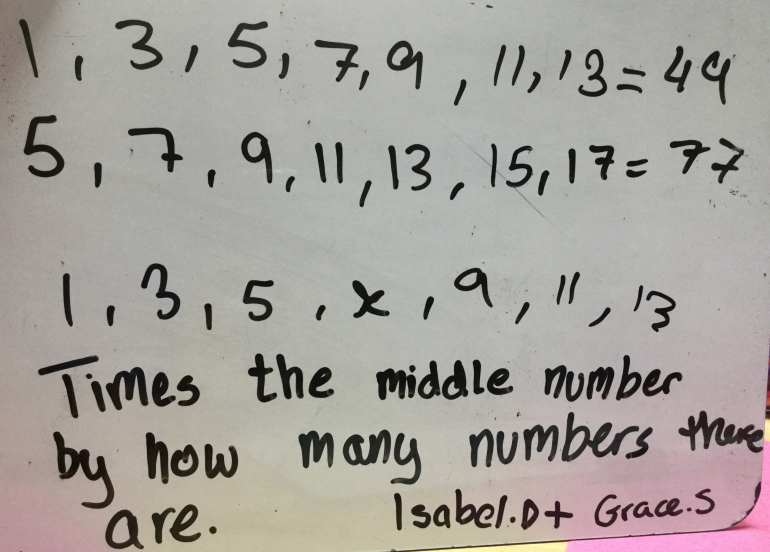 1, 3, 5, 7, 9, 11, 13 = 49
5, 7, 9, 11, 13, 15, 17 = 77
1, 3, 5, x, 9, 11, 13
Times the middle number
by how many numbers there
are.
Isabel.D + Grace.S